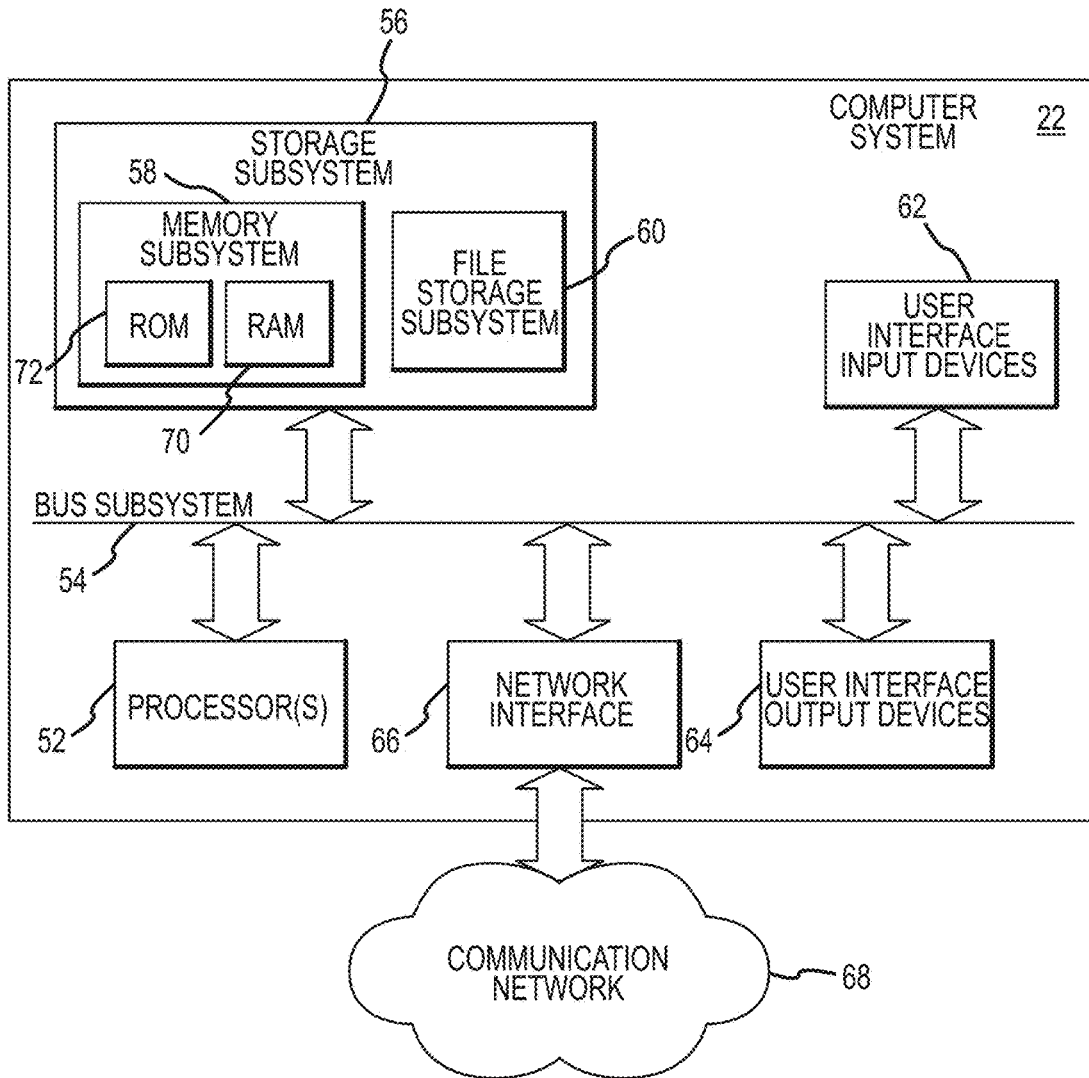 56
COMPUTER
SYSTEM
22
STORAGE
SUBSYSTEM
58
MEMORY
SUBSYSTEM
ROM
RAM
72
70
FILE
STORAGE
SUBSYSTEM
60
62
USER
INTERFACE
INPUT DEVICES
BUS SUBSYSTEM
54
PROCESSOR(S)
52
NETWORK
INTERFACE
66
USER INTERFACE
OUTPUT DEVICES
64
COMMUNICATION
NETWORK
68